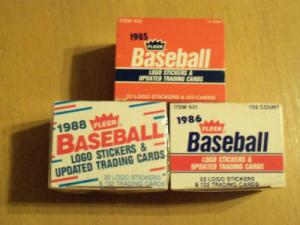 ITEM 632
1985
FLEER
Baseball
LOGO STICKERS &
UPDATED TRADING CARDS
22 LOGO STICKERS & 132 CARDS
1988
FLEER
BASEBALL
LOGO STICKERS &
UPDATED TRADING CARDS
22 LOGO STICKERS
& 132 TRADING CARDS
ITEM 631
132 COUNT
1986
FLEER
Baseball
LOGO STICKERS &
UPDATED TRADING CARDS
22 LOGO STICKERS
& 132 TRADING CARDS